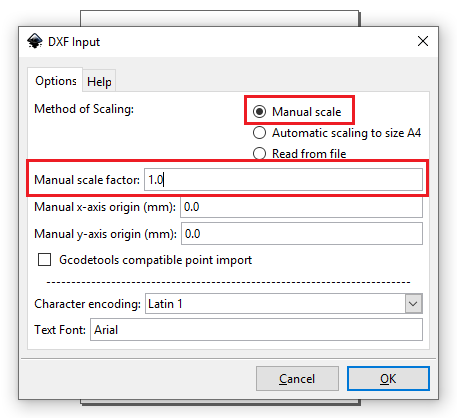 DXF Input
Options Help
Method of Scaling: Manual scale
Automatic scaling to size A4
Read from file
Manual scale factor: 1.0
Manual x-axis origin (mm): 0.0
Manual y-axis origin (mm): 0.0
Gcodetools compatible point import
--------------------------------------------------------------------------
Character encoding: Latin 1
Text Font: Arial
Cancel OK